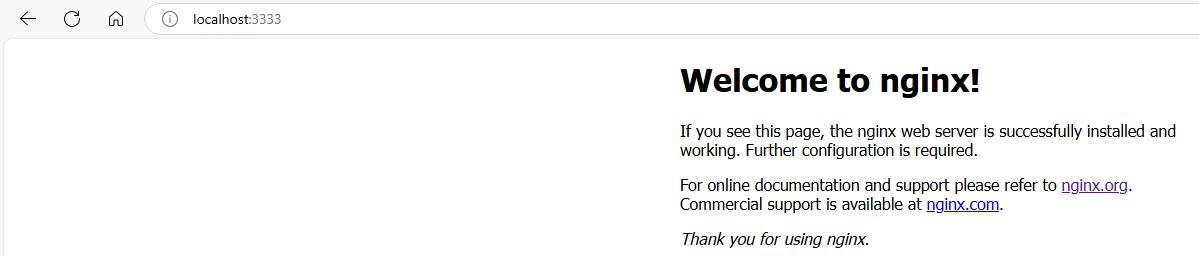 localhost:3333
Welcome to nginx!
If you see this page, the nginx web server is successfully installed and
working. Further configuration is required.
For online documentation and support please refer to nginx.org.
Commercial support is available at nginx.com.
Thank you for using nginx.